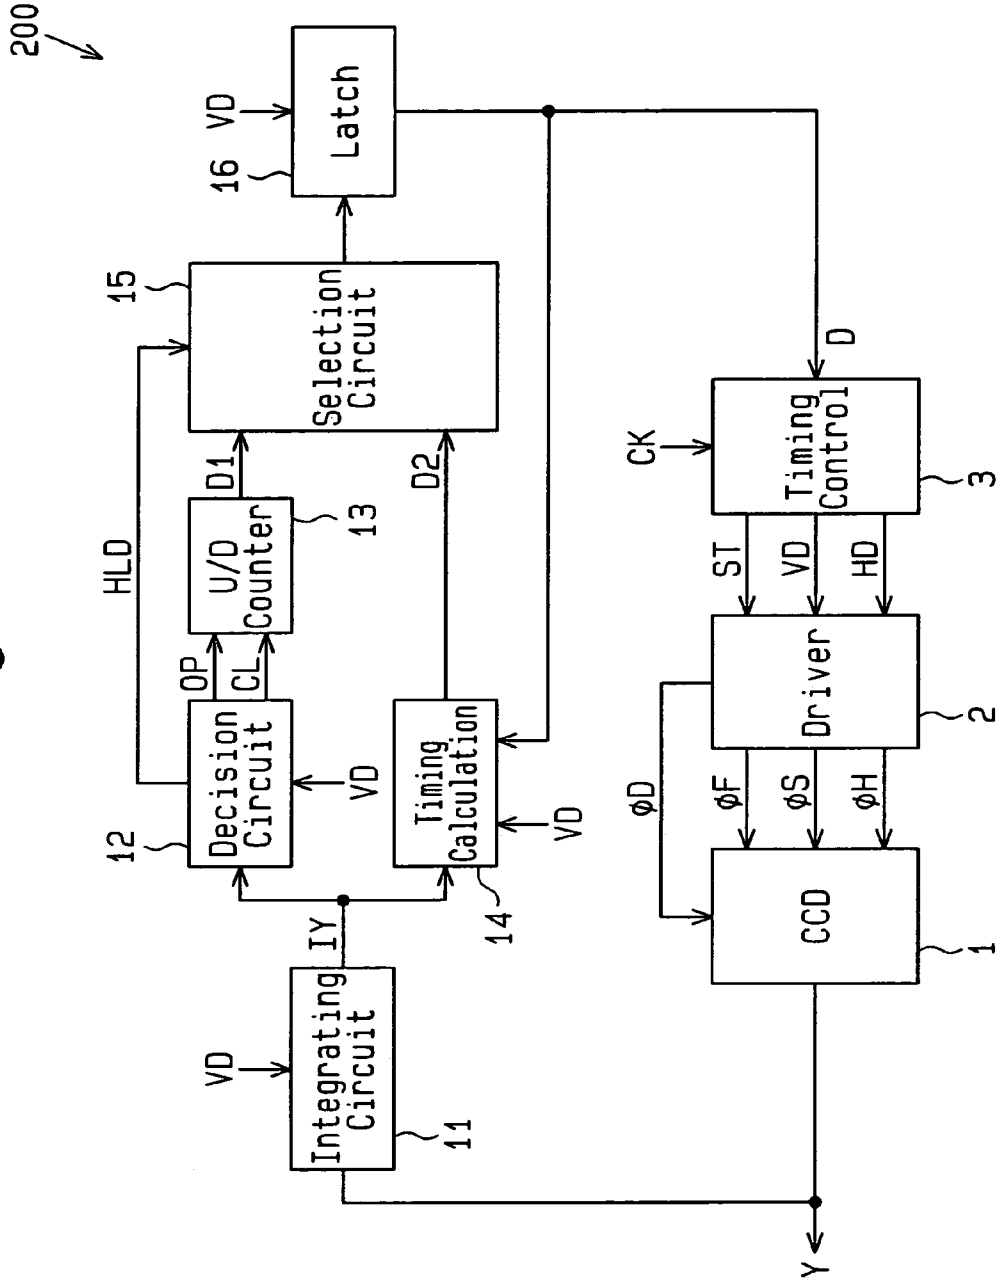 200
VD
Integrating
Circuit
11
IY
12
Decision
Circuit
VD
HLD
OP
CL
U/D
Counter
13
D1
14
Timing
Calculation
VD
D2
15
Selection
Circuit
VD
16
Latch
Y
CCD
1
ϕD
ϕF
ϕS
ϕH
Driver
2
ST
VD
HD
CK
Timing
Control
3
D